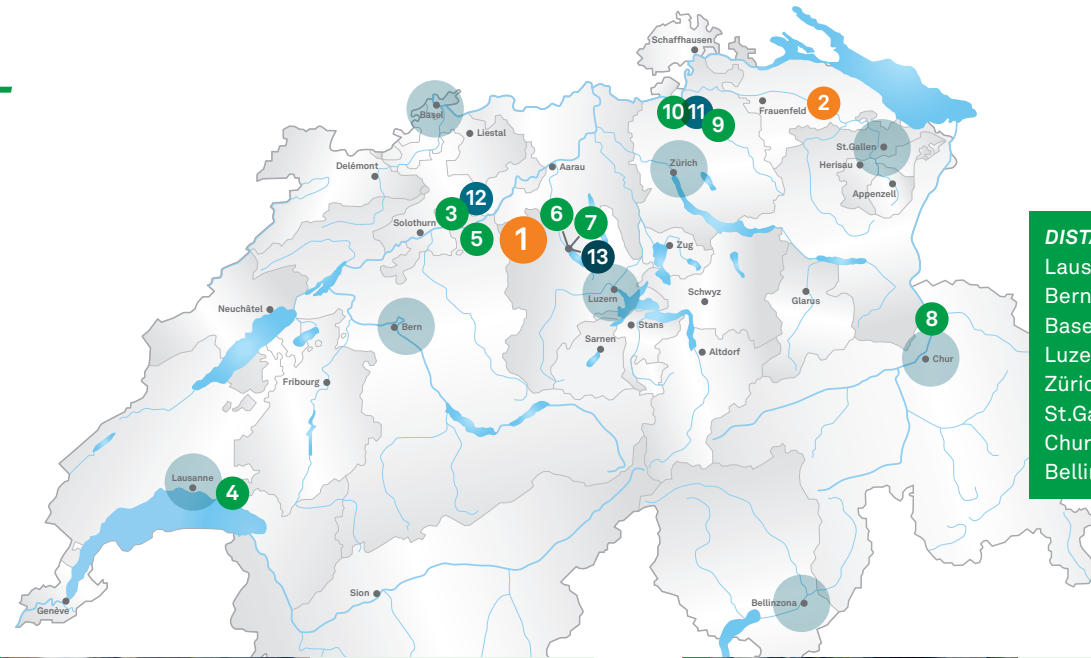 Schaffhausen
10 11 9
Frauenfeld 2
Basel
Liestal
St.Gallen
Herisau
Appenzell
Zürich
Delémont
Aarau
12
3
Solothurn
5
1
6
7
13
Zug
Luzern
Schwyz
Glarus
Stans
Sarnen
Altdorf
Neuchâtel
Bern
Fribourg
8
Chur
Lausanne
4
Genève
Sion
Bellinzona
DIST
Laus
Bern
Base
Luze
Züric
St.Ga
Chur
Bellin